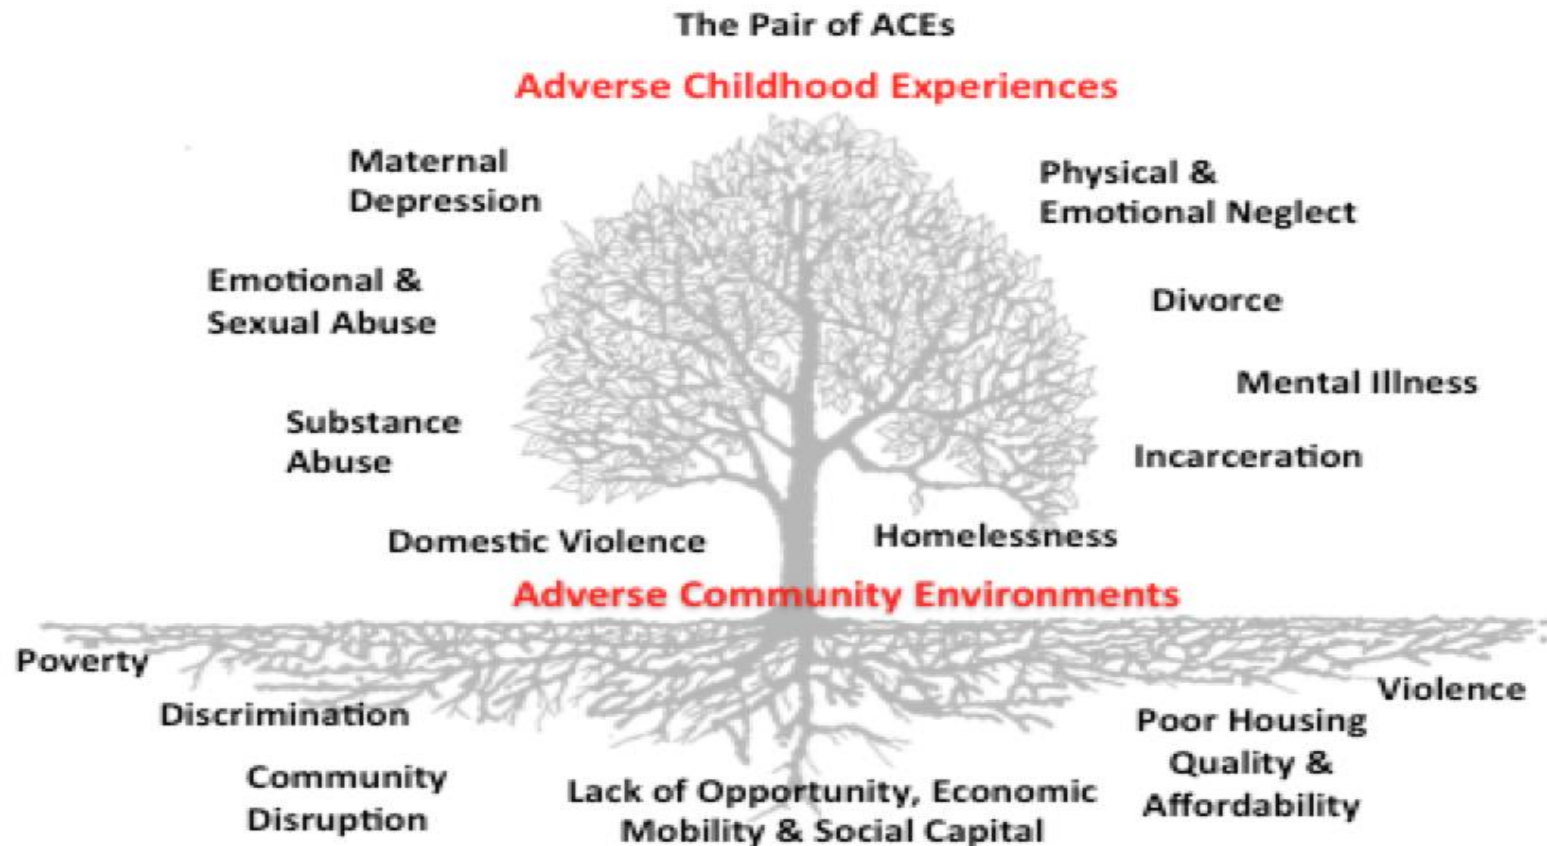 The Pair of ACEs
Adverse Childhood Experiences
Maternal
Depression
Physical &
Emotional Neglect
Emotional &
Sexual Abuse
Divorce
Mental Illness
Substance
Abuse
Incarceration
Domestic Violence
Homelessness
Adverse Community Environments
Poverty
Violence
Discrimination
Poor Housing
Quality &
Affordability
Community
Disruption
Lack of Opportunity, Economic
Mobility & Social Capital